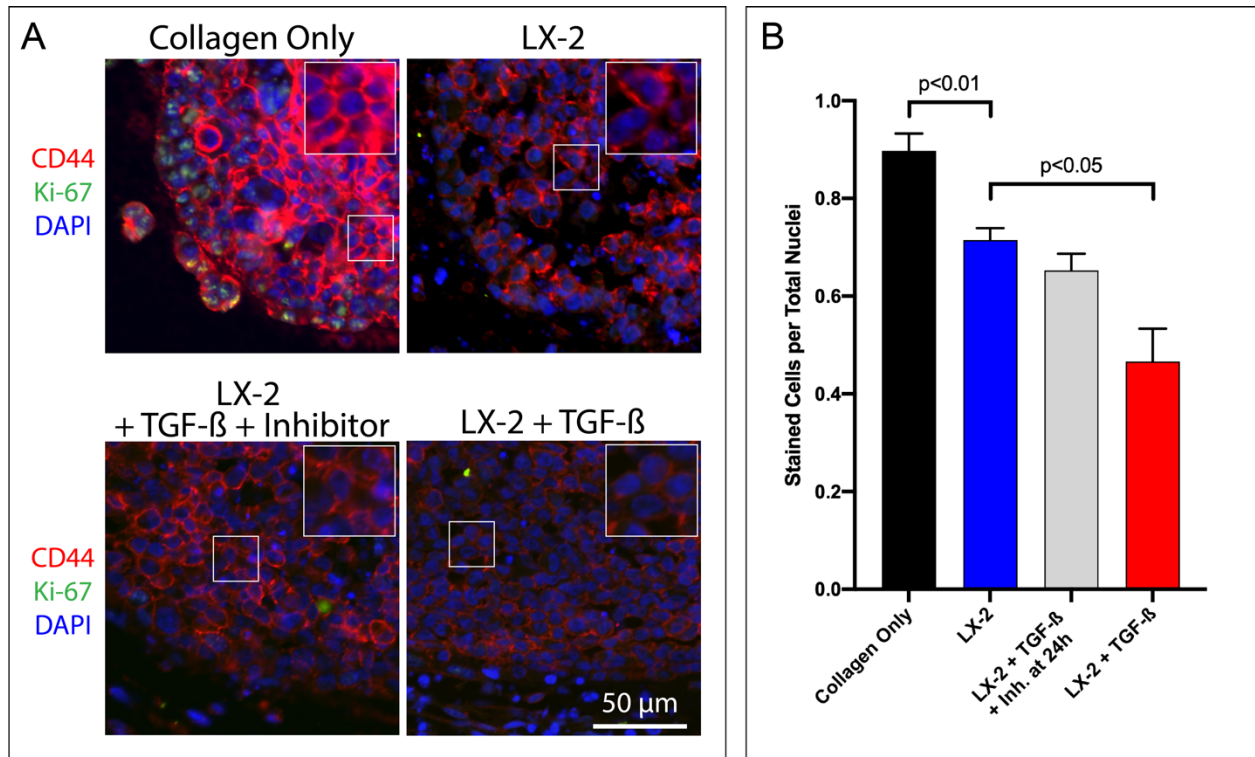 A
Collagen Only
LX-2
CD44
Ki-67
DAPI
LX-2
+ TGF-ß + Inhibitor
LX-2 + TGF-ß
CD44
Ki-67
DAPI
50 µm
B
p<0.01
p<0.05
Stained Cells per Total Nuclei
1.0
0.8
0.6
0.4
0.2
0.0
Collagen Only
LX-2
LX-2 + TGF-ß
+ Inh. at 24h
LX-2 + TGF-ß